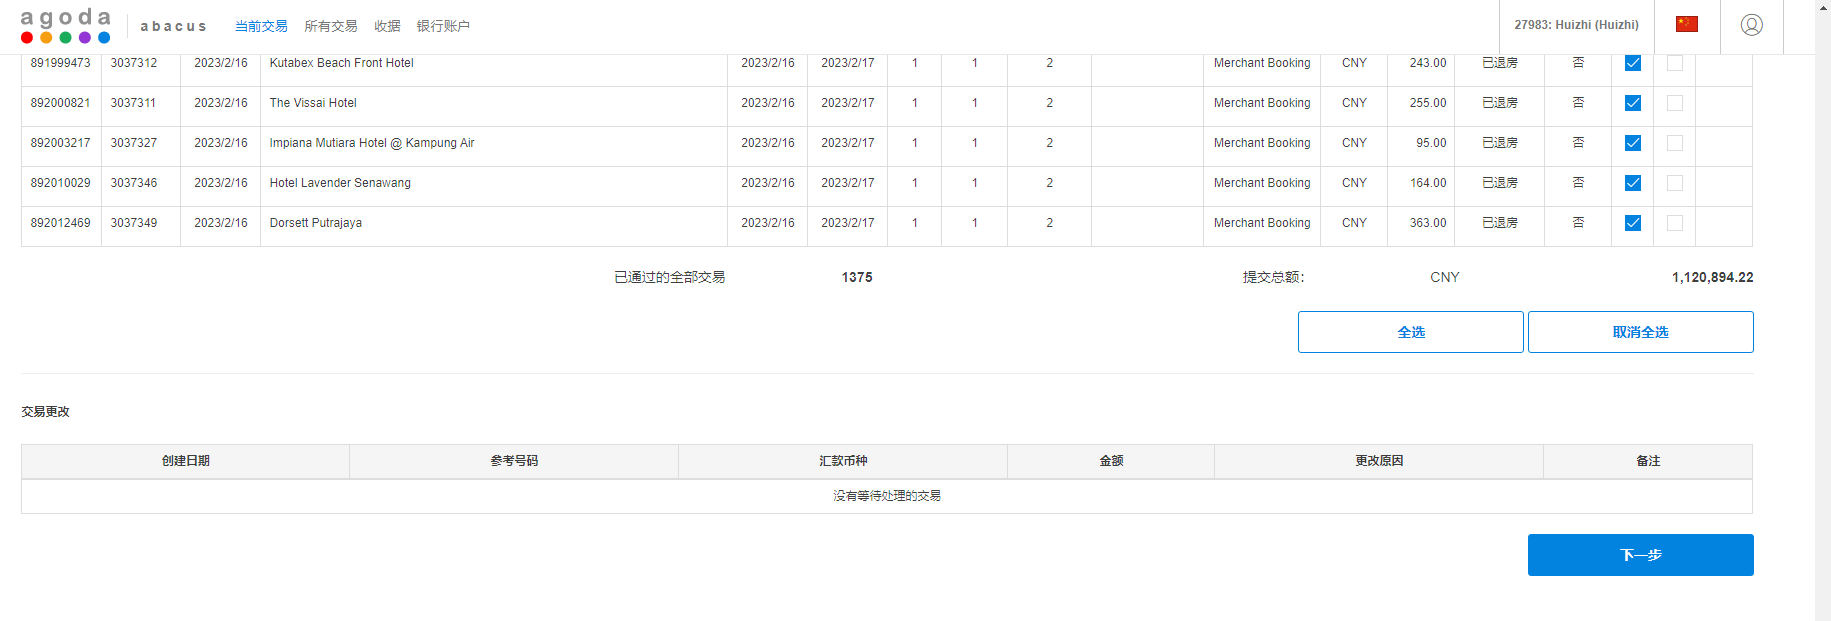 agoda abacus 当前交易 所有交易 收据 银行账户 27983: Huizhi (Huizhi)
891999473 3037312 2023/2/16 Kutabex Beach Front Hotel 2023/2/16 2023/2/17 1 1 2 Merchant Booking CNY 243.00 已退房 否
892000821 3037311 2023/2/16 The Vissai Hotel 2023/2/16 2023/2/17 1 1 2 Merchant Booking CNY 255.00 已退房 否
892003217 3037327 2023/2/16 Impiana Mutiara Hotel @ Kampung Air 2023/2/16 2023/2/17 1 1 2 Merchant Booking CNY 95.00 已退房 否
892010029 3037346 2023/2/16 Hotel Lavender Senawang 2023/2/16 2023/2/17 1 1 2 Merchant Booking CNY 164.00 已退房 否
892012469 3037349 2023/2/16 Dorsett Putrajaya 2023/2/16 2023/2/17 1 1 2 Merchant Booking CNY 363.00 已退房 否
已通过的全部交易 1375 提交总额： CNY 1,120,894.22
全选 取消全选
交易更改
创建日期 参考号码 汇款币种 金额 更改原因 备注
没有等待处理的交易
下一步